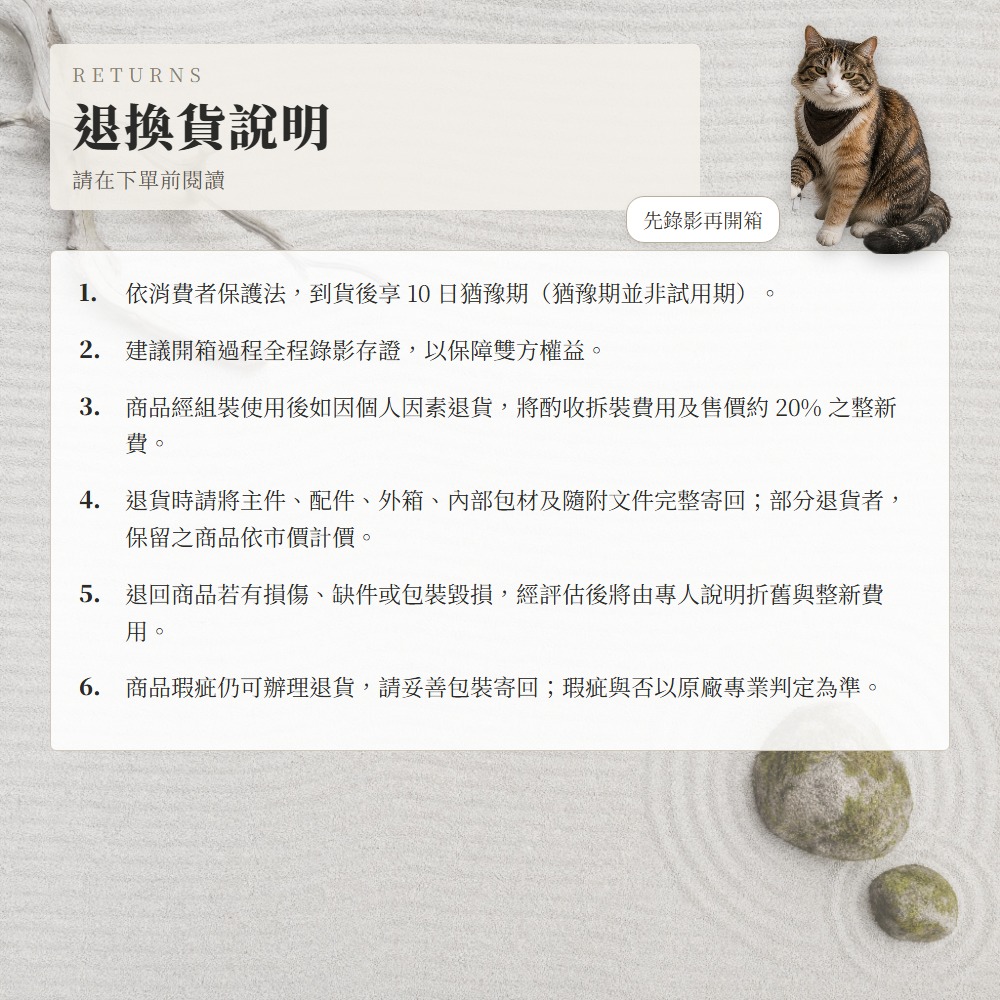 RETURNS
退換貨說明
請在下單前閱讀
先錄影再開箱
1. 依消費者保護法，到貨後享 10 日猶豫期（猶豫期並非試用期）。
2. 建議開箱過程全程錄影存證，以保障雙方權益。
3. 商品經組裝使用後如因個人因素退貨，將酌收拆裝費用及售價約 20% 之整新
費。
4. 退貨時請將主件、配件、外箱、內部包材及隨附文件完整寄回；部分退貨者，
保留之商品依市價計價。
5. 退回商品若有損傷、缺件或包裝毀損，經評估後將由專人說明折舊與整新費
用。
6. 商品瑕疵仍可辦理退貨，請妥善包裝寄回；瑕疵與否以原廠專業判定為準。